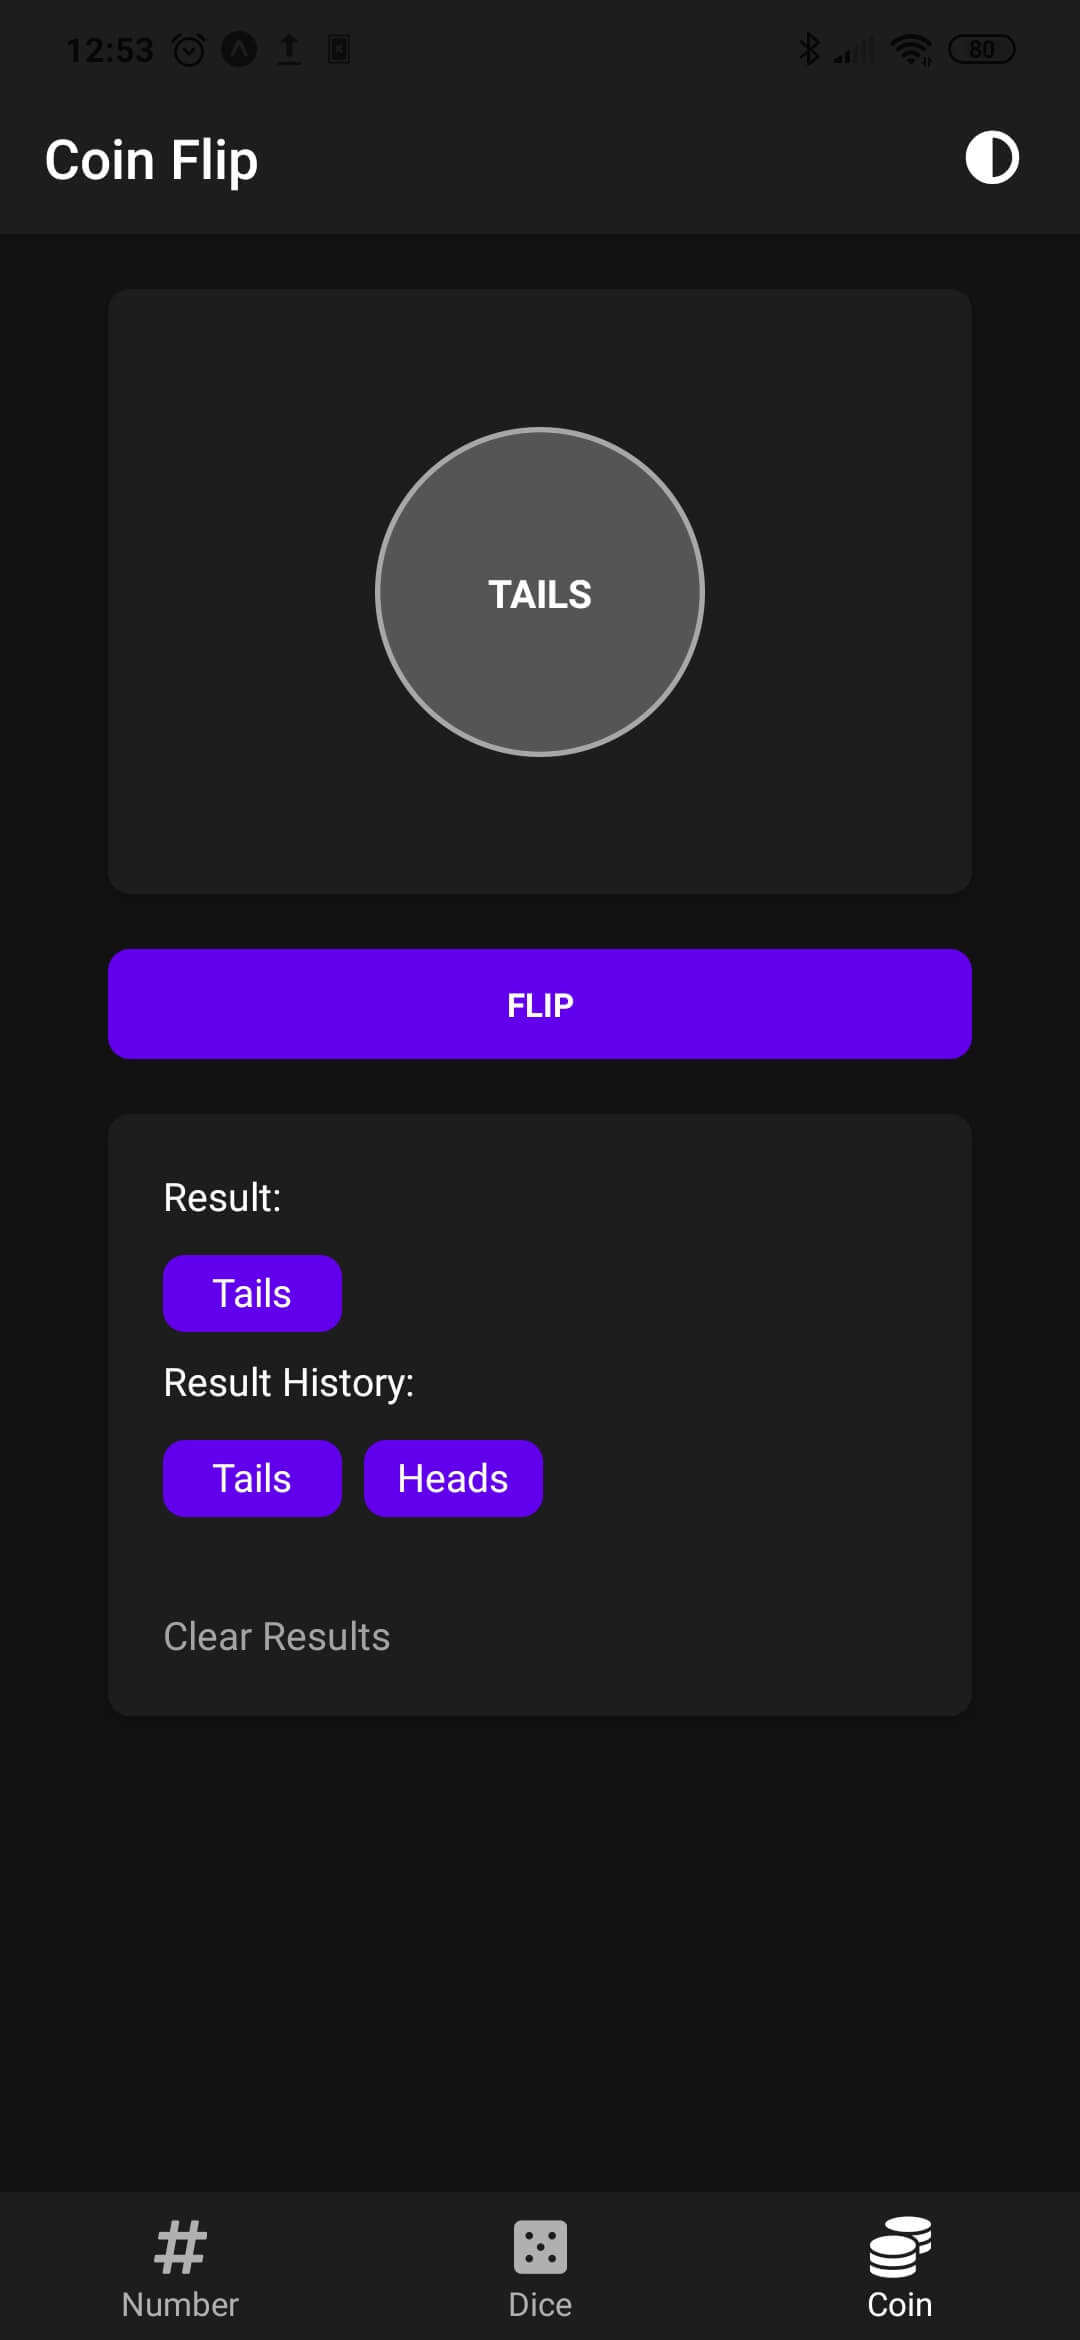 12:53 80
Coin Flip
TAILS
FLIP
Result:
Tails
Result History:
Tails Heads
Clear Results
Number Dice Coin